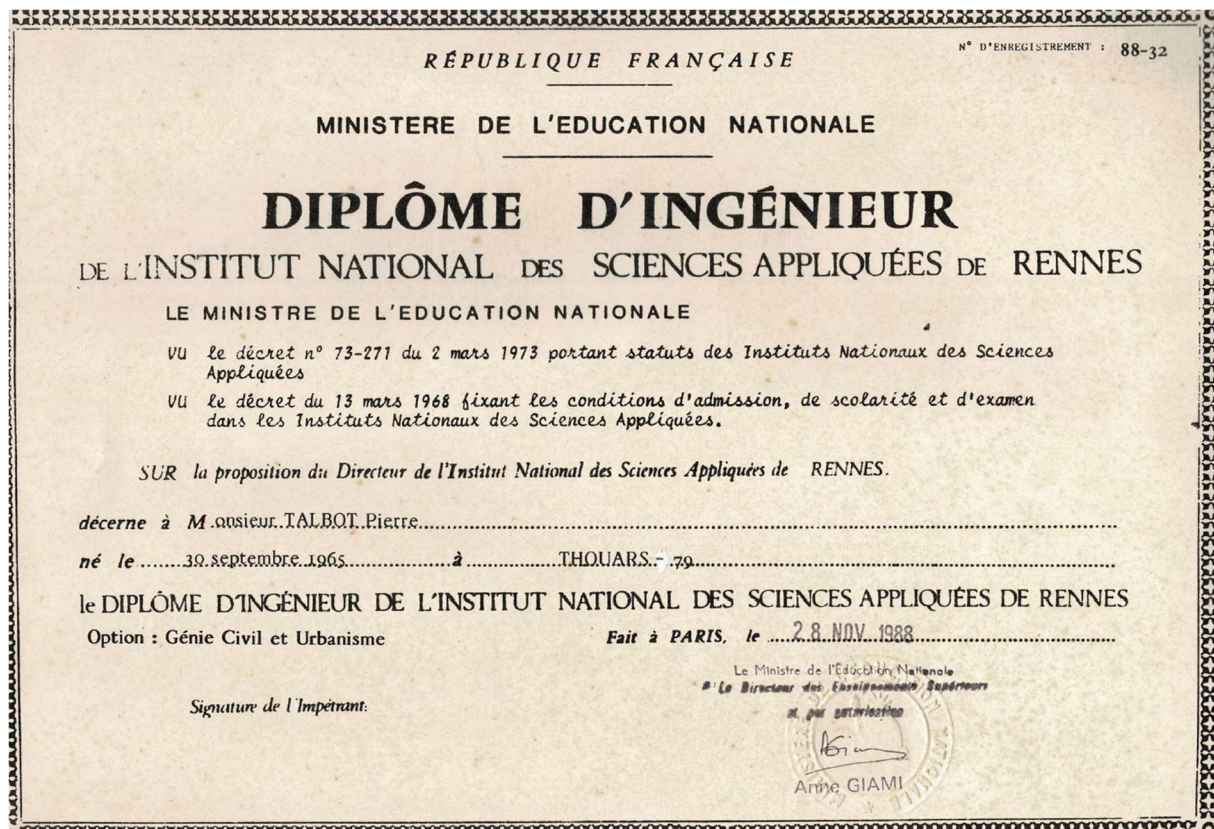 RÉPUBLIQUE FRANÇAISE
N° D'ENREGISTREMENT : 88-32
MINISTERE DE L'EDUCATION NATIONALE
DIPLÔME D'INGÉNIEUR
DE L'INSTITUT NATIONAL DES SCIENCES APPLIQUÉES DE RENNES
LE MINISTRE DE L'EDUCATION NATIONALE
VU le décret n° 73-271 du 2 mars 1973 portant statuts des Instituts Nationaux des Sciences
Appliquées
VU le décret du 13 mars 1968 fixant les conditions d'admission, de scolarité et d'examen
dans les Instituts Nationaux des Sciences Appliquées.
SUR la proposition du Directeur de l'Institut National des Sciences Appliquées de RENNES.
décerne à Monsieur TALBOT Pierre
né le 30 septembre 1965 à THOUARS - 79
le DIPLÔME D'INGÉNIEUR DE L'INSTITUT NATIONAL DES SCIENCES APPLIQUÉES DE RENNES
Option : Génie Civil et Urbanisme
Fait à PARIS, le 28 NOV 1988
Le Ministre de l'Education Nationale
Le Directeur des Enseignements Supérieurs
et par autorisation
Signature de l'Impétrant:
Anne GIAMI